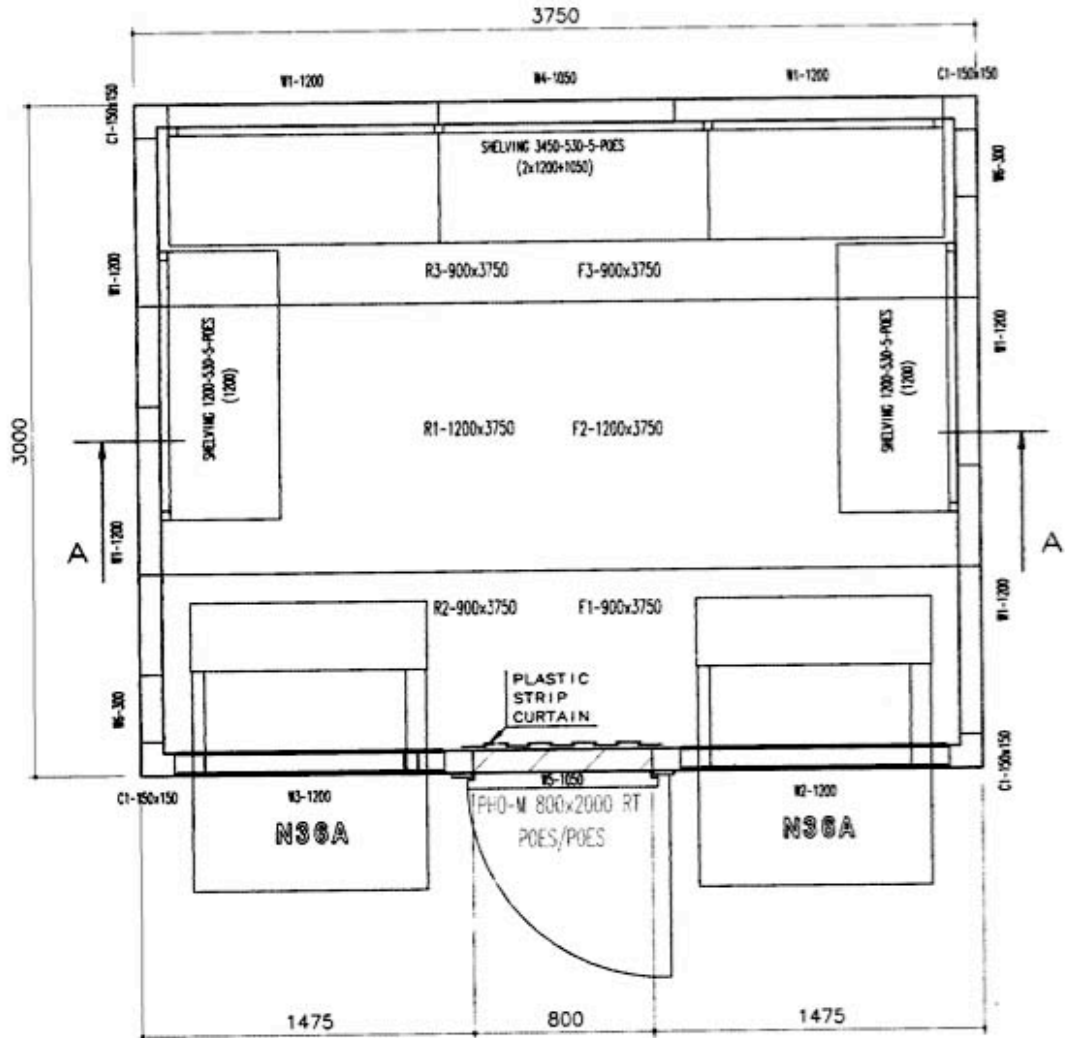 3750
W1-1200
W4-1050
W1-1200
C1-150x150
C1-150x150
SHELVING 3450-530-5-POES
(2x1200+1050)
W6-300
W1-1200
R3-900x3750
F3-900x3750
SHELVING 1200-530-5-POES
(1200)
SHELVING 1200-530-5-POES
(1200)
W1-1200
3000
R1-1200x3750
F2-1200x3750
A
A
W1-1200
W1-1200
R2-900x3750
F1-900x3750
PLASTIC
STRIP
CURTAIN
W6-300
C1-150x150
W3-1200
W5-1050
W2-1200
C1-150x150
PHO-M 800x2000 RT
POES/POES
N36A
N36A
1475
800
1475